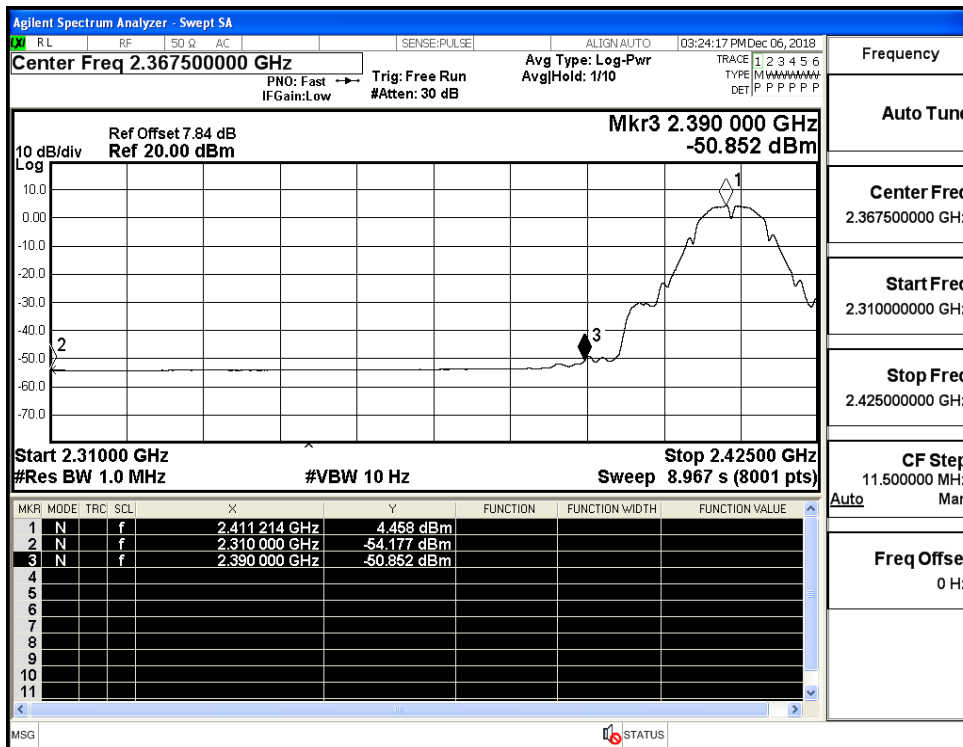 Agilent Spectrum Analyzer - Swept SA
LXI RL RF 50 Ω AC SENSE:PULSE ALIGNAUTO 03:24:17 PMDec 06, 2018
Center Freq 2.367500000 GHz
PNO: Fast
IFGain:Low
Trig: Free Run
#Atten: 30 dB
Avg Type: Log-Pwr
Avg|Hold: 1/10
TRACE 1 2 3 4 5 6
TYPE M WWWWW
DET P P P P P P
Mkr3 2.390 000 GHz
-50.852 dBm
Ref Offset 7.84 dB
10 dB/div Ref 20.00 dBm
Log
10.0
0.00
-10.0
-20.0
-30.0
-40.0
-50.0
-60.0
-70.0
1
2
3
Start 2.31000 GHz Stop 2.42500 GHz
#Res BW 1.0 MHz #VBW 10 Hz Sweep 8.967 s (8001 pts)
MKR MODE TRC SCL X Y FUNCTION FUNCTION WIDTH FUNCTION VALUE
1 N f 2.411 214 GHz 4.458 dBm
2 N f 2.310 000 GHz -54.177 dBm
3 N f 2.390 000 GHz -50.852 dBm
4
5
6
7
8
9
10
11
MSG STATUS
Frequency
Auto Tune
Center Freq
2.367500000 GHz
Start Freq
2.310000000 GHz
Stop Freq
2.425000000 GHz
CF Step
11.500000 MHz
Auto Man
Freq Offset
0 Hz